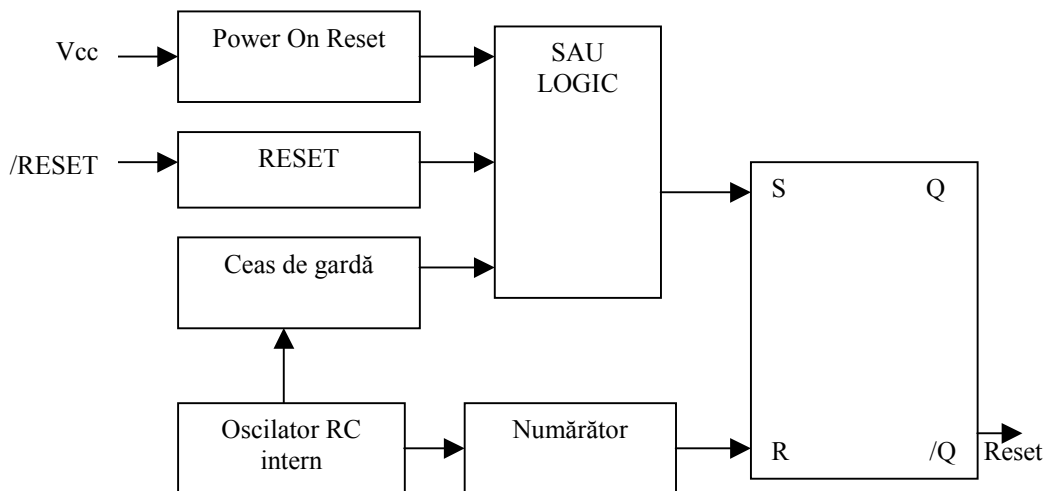 Vcc
Power On Reset
SAU
LOGIC
/RESET
RESET
S
Q
Ceas de gardă
Oscilator RC
intern
Numărător
R
/Q
Reset